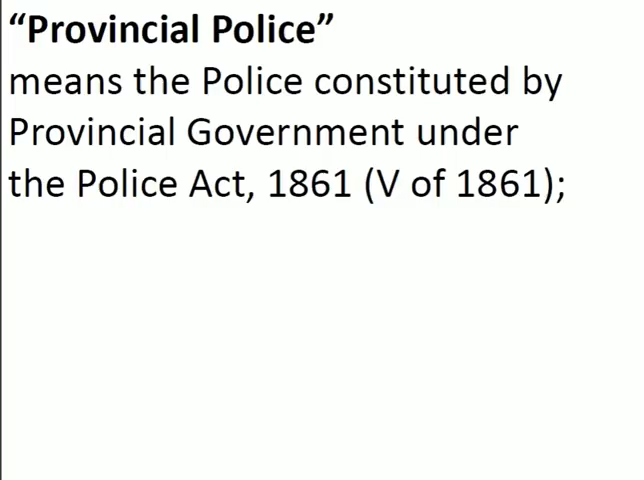 “Provincial Police”
means the Police constituted by
Provincial Government under
the Police Act, 1861 (V of 1861);